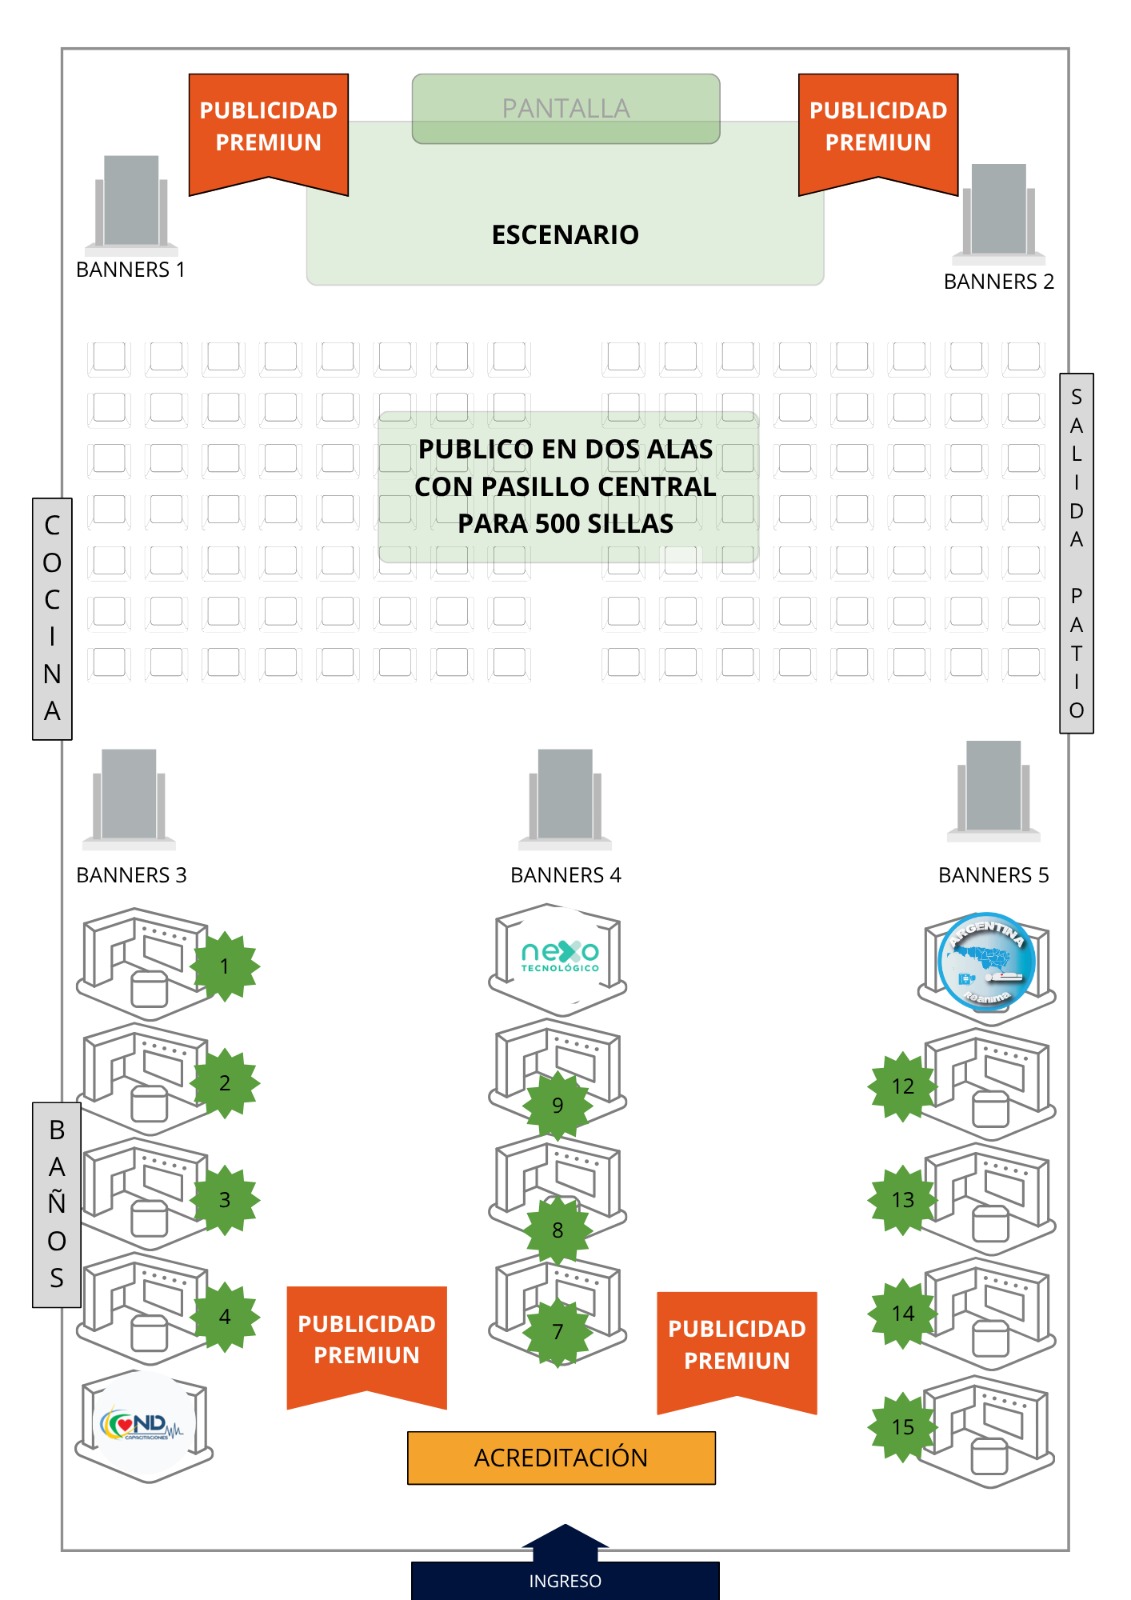 PUBLICIDAD
PREMIUN
PANTALLA
PUBLICIDAD
PREMIUN
ESCENARIO
BANNERS 1
BANNERS 2
PUBLICO EN DOS ALAS
CON PASILLO CENTRAL
PARA 500 SILLAS
COCINA
SALIDA PATIO
BANNERS 3
BANNERS 4
BANNERS 5
1
nexo
TECNOLÓGICO
ARGENTINA
Reanima
2
9
12
BAÑOS
3
8
13
4
7
14
PUBLICIDAD
PREMIUN
PUBLICIDAD
PREMIUN
ND
CAPACITACIONES
15
ACREDITACIÓN
INGRESO